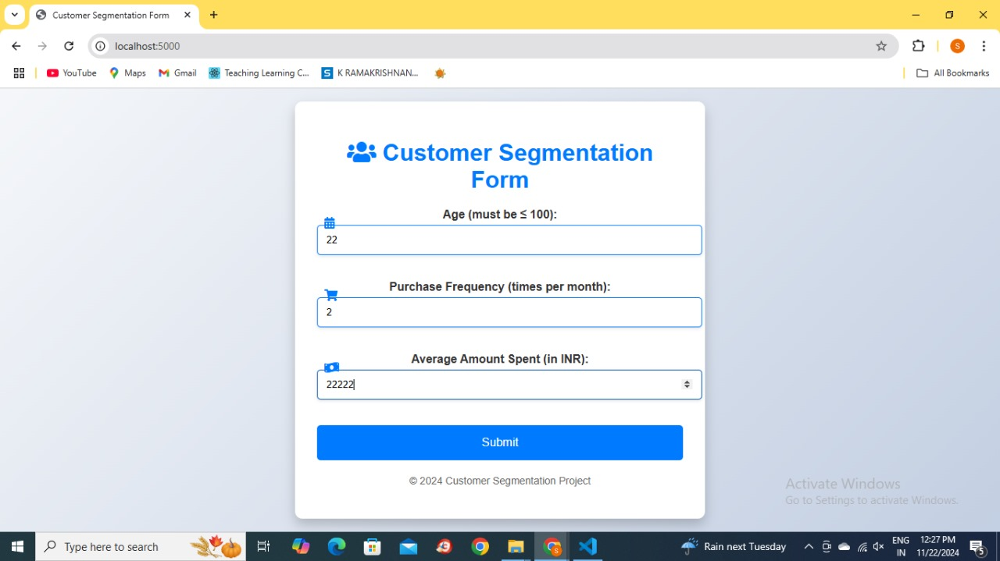 Customer Segmentation Form
localhost:5000
YouTube Maps Gmail Teaching Learning C... K RAMAKRISHNAN... All Bookmarks
Customer Segmentation
Form
Age (must be ≤ 100):
22
Purchase Frequency (times per month):
2
Average Amount Spent (in INR):
22222
Submit
© 2024 Customer Segmentation Project
Activate Windows
Go to Settings to activate Windows.
Type here to search
Rain next Tuesday
ENG
IN
12:27 PM
11/22/2024
5